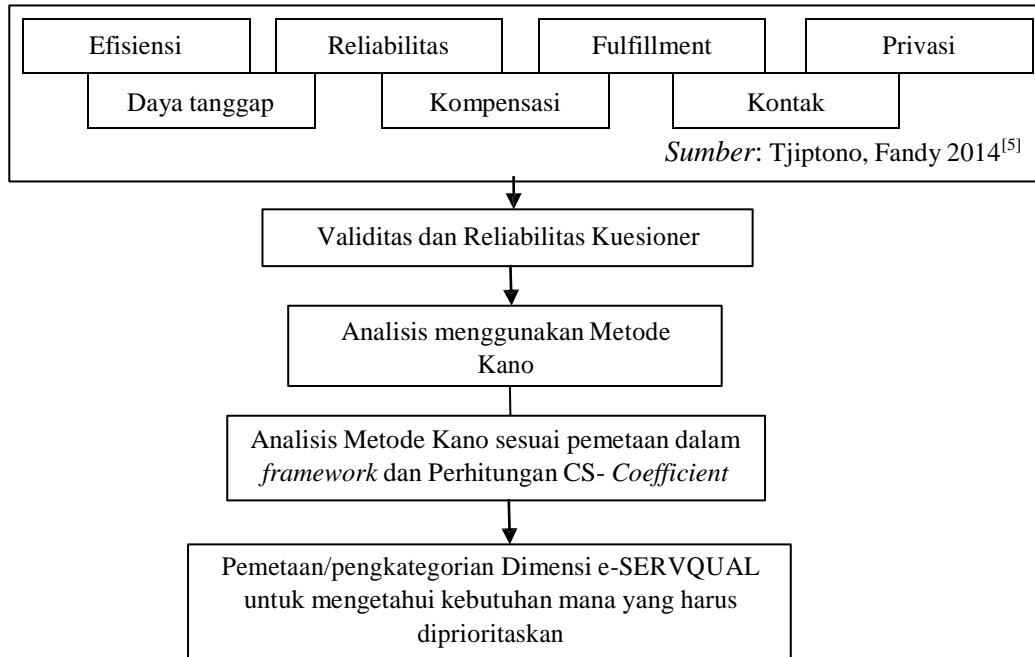 Efisiensi Reliabilitas Fulfillment Privasi
Daya tanggap Kompensasi Kontak
Sumber: Tjiptono, Fandy 2014[5]
Validitas dan Reliabilitas Kuesioner
Analisis menggunakan Metode
Kano
Analisis Metode Kano sesuai pemetaan dalam
framework dan Perhitungan CS- Coefficient
Pemetaan/pengkategorian Dimensi e-SERVQUAL
untuk mengetahui kebutuhan mana yang harus
diprioritaskan